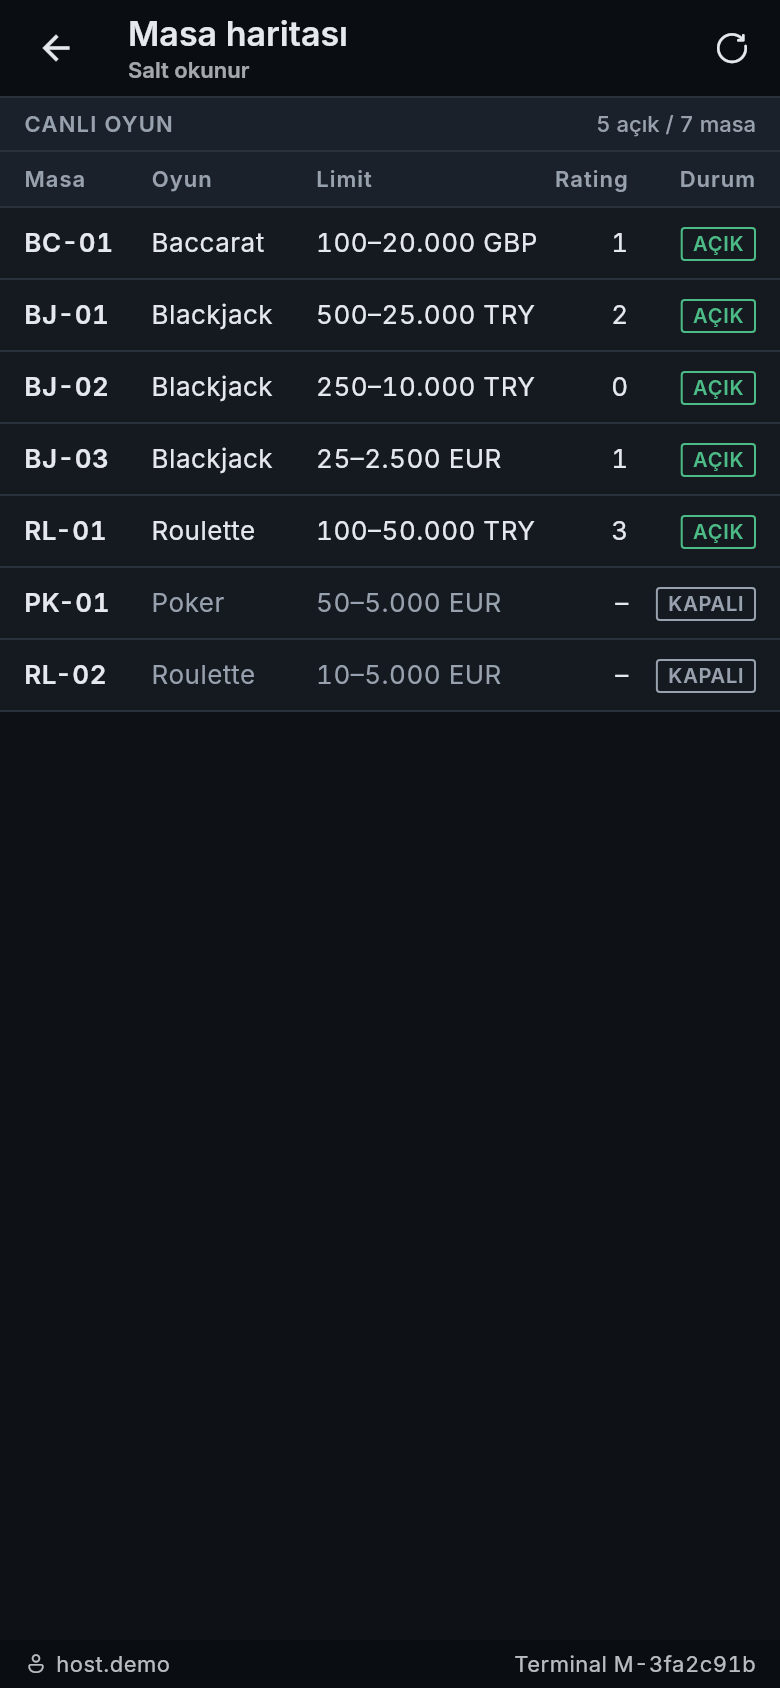 Masa haritası
Salt okunur
CANLI OYUN 5 açık / 7 masa
Masa Oyun Limit Rating Durum
BC-01 Baccarat 100–20.000 GBP 1 AÇIK
BJ-01 Blackjack 500–25.000 TRY 2 AÇIK
BJ-02 Blackjack 250–10.000 TRY 0 AÇIK
BJ-03 Blackjack 25–2.500 EUR 1 AÇIK
RL-01 Roulette 100–50.000 TRY 3 AÇIK
PK-01 Poker 50–5.000 EUR – KAPALI
RL-02 Roulette 10–5.000 EUR – KAPALI
host.demo Terminal M-3fa2c91b